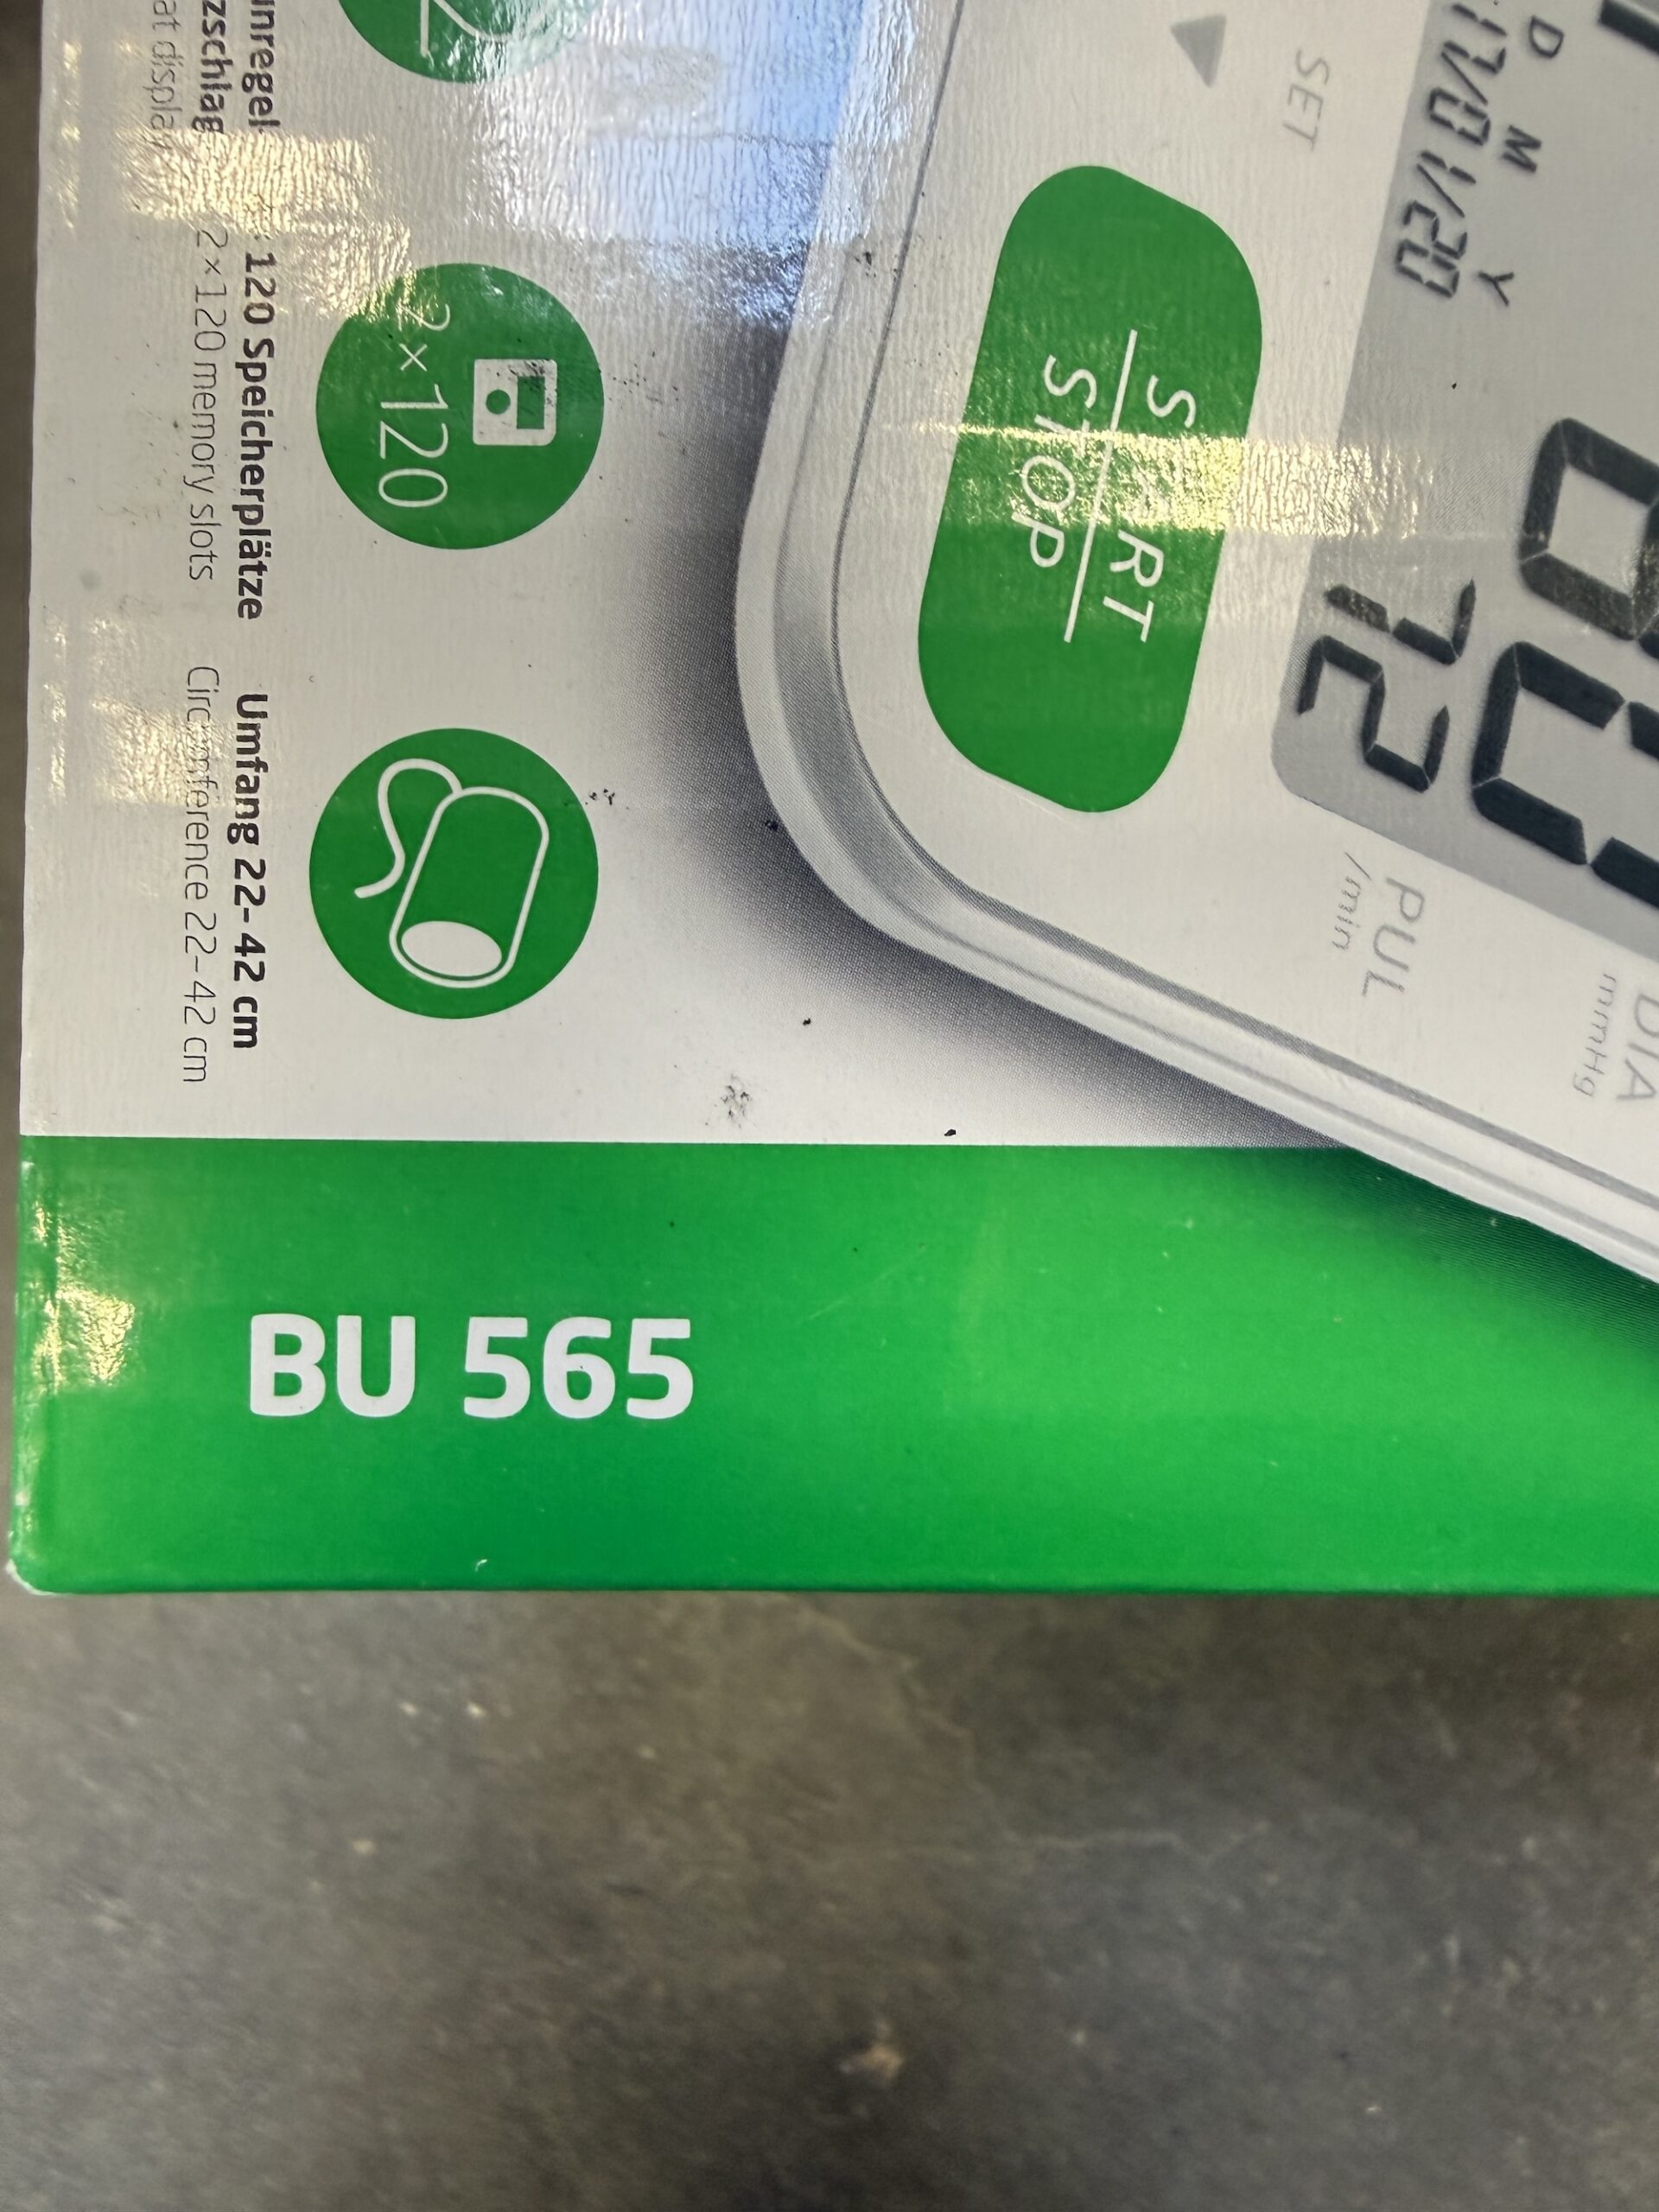 D M Y
17/01/20
SET
72
PUL
/min
DIA
mmHg
START
STOP
2×120
120 Speicherplätze
2×120 memory slots
Umfang 22-42 cm
Circumference 22-42 cm
BU 565